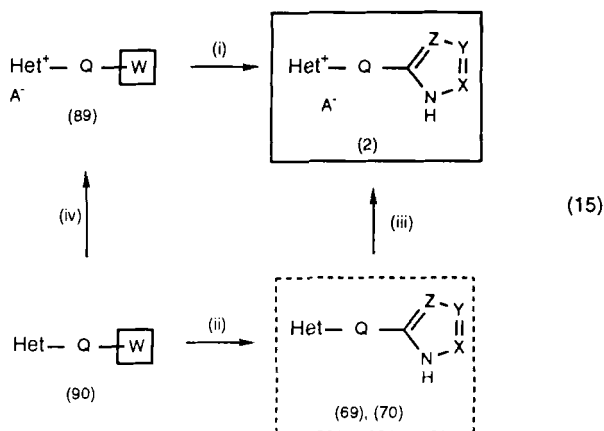 (i)
Het+ — Q — W
A-
(89)
Het+ — Q —
Z
Y
X
N
H
A-
(2)
(iv)
(iii)
(15)
Het — Q — W
(90)
(ii)
Het — Q —
Z
Y
X
N
H
(69), (70)